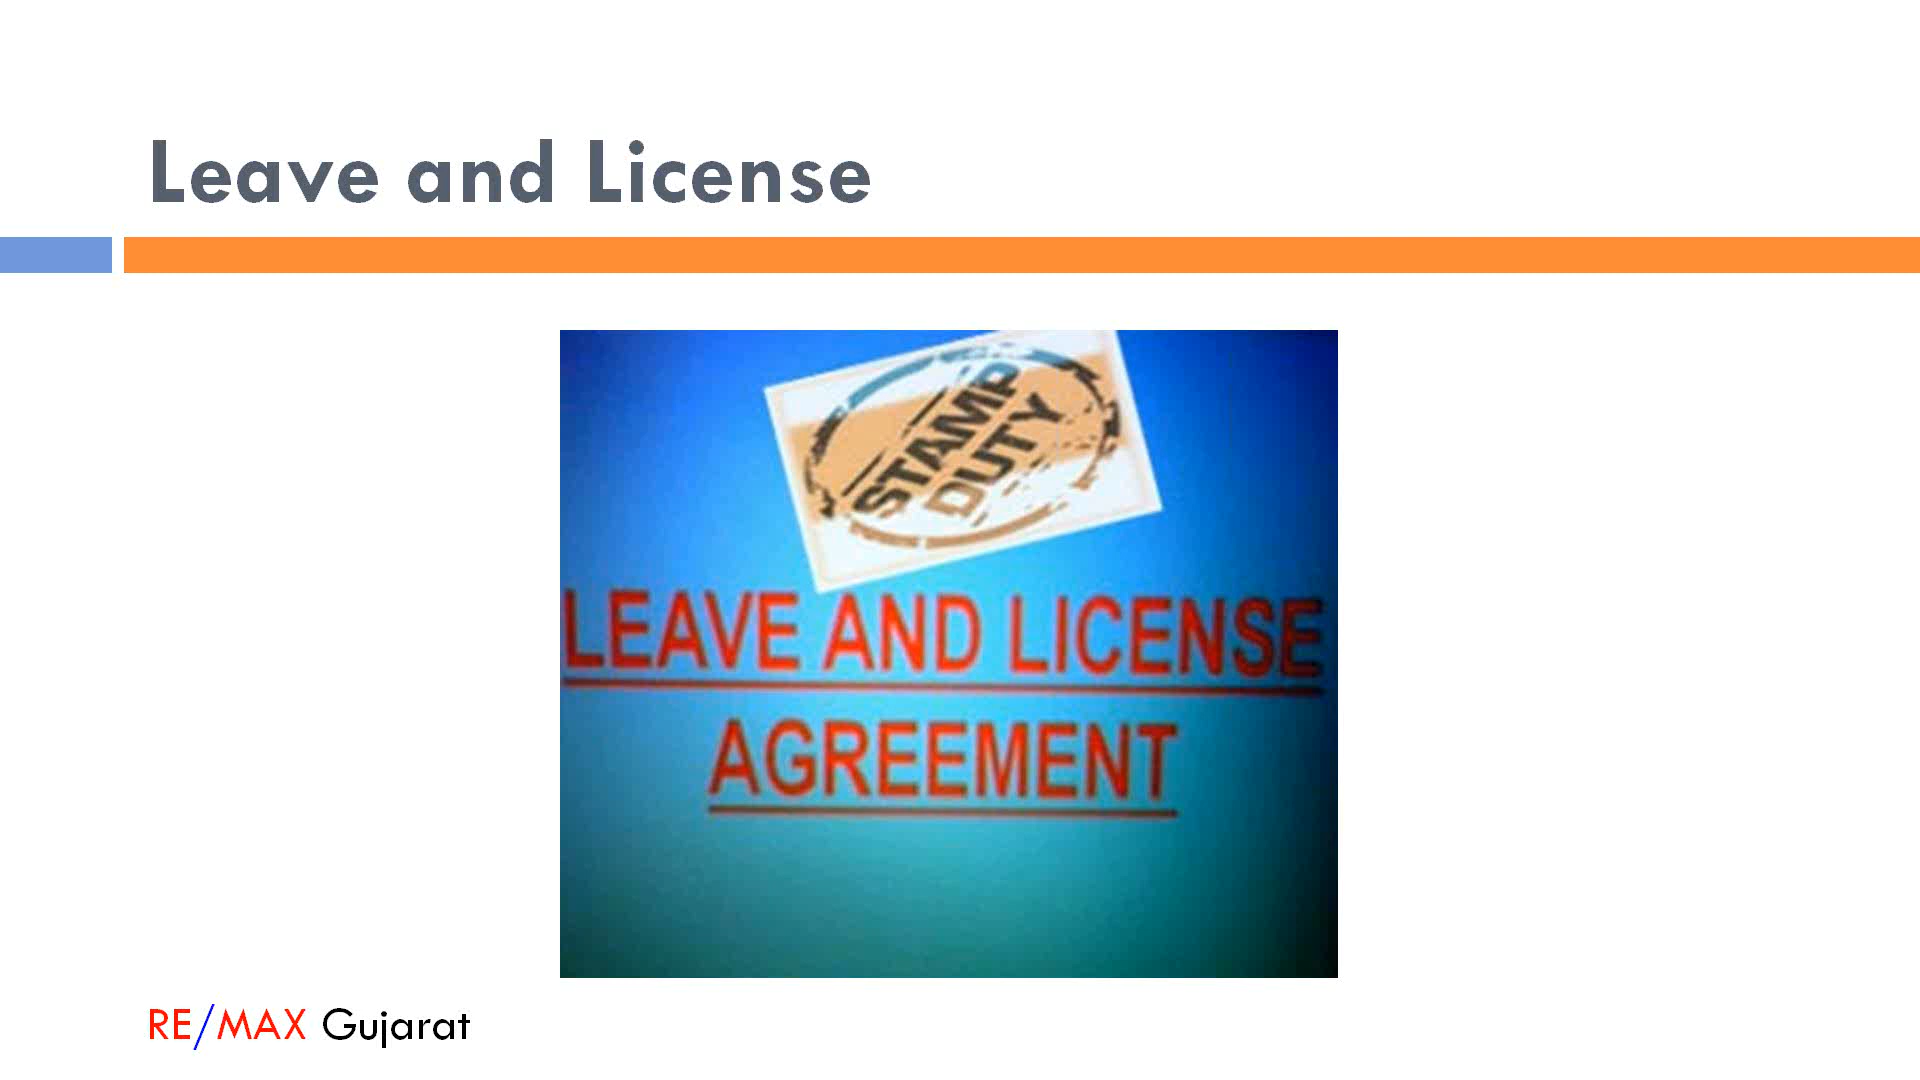 Leave and License
STAMP
DUTY
LEAVE AND LICENSE
AGREEMENT
RE/MAX Gujarat